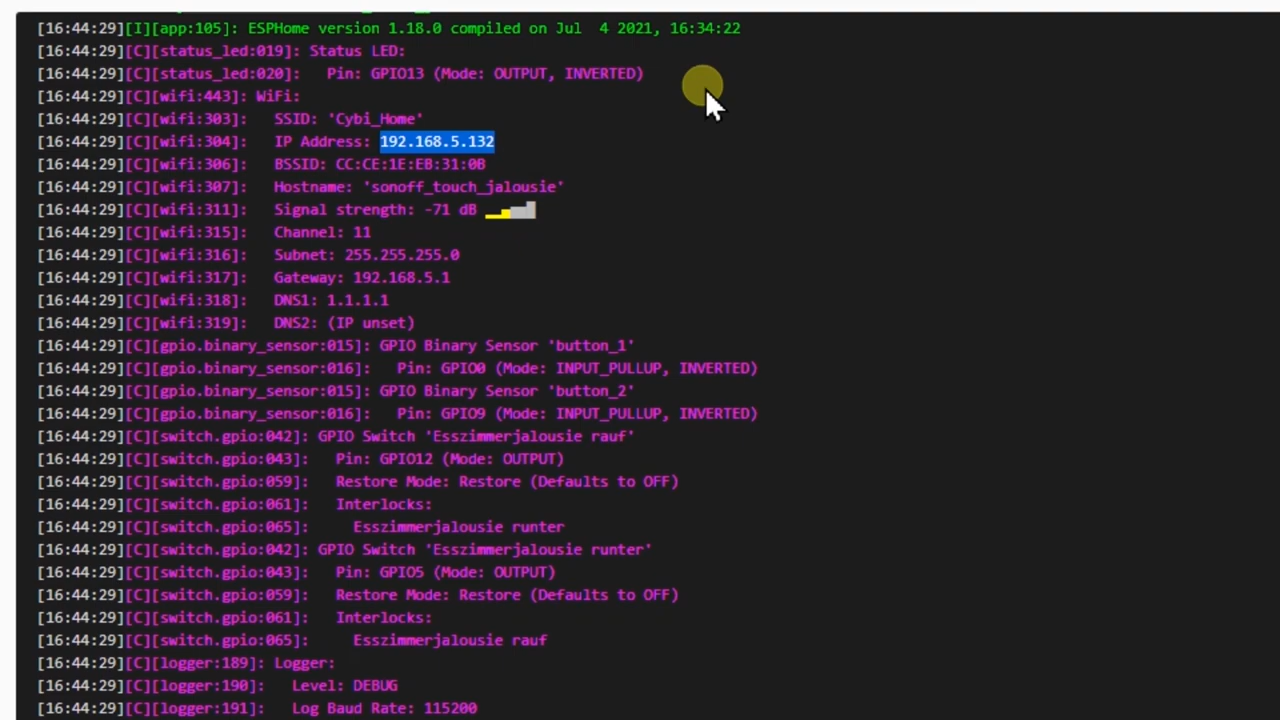 [16:44:29][I][app:105]: ESPHome version 1.18.0 compiled on Jul  4 2021, 16:34:22
[16:44:29][C][status_led:019]: Status LED:
[16:44:29][C][status_led:020]:   Pin: GPIO13 (Mode: OUTPUT, INVERTED)
[16:44:29][C][wifi:443]: WiFi:
[16:44:29][C][wifi:303]:   SSID: 'Cybi_Home'
[16:44:29][C][wifi:304]:   IP Address: 192.168.5.132
[16:44:29][C][wifi:306]:   BSSID: CC:CE:1E:EB:31:0B
[16:44:29][C][wifi:307]:   Hostname: 'sonoff_touch_jalousie'
[16:44:29][C][wifi:311]:   Signal strength: -71 dB
[16:44:29][C][wifi:315]:   Channel: 11
[16:44:29][C][wifi:316]:   Subnet: 255.255.255.0
[16:44:29][C][wifi:317]:   Gateway: 192.168.5.1
[16:44:29][C][wifi:318]:   DNS1: 1.1.1.1
[16:44:29][C][wifi:319]:   DNS2: (IP unset)
[16:44:29][C][gpio.binary_sensor:015]: GPIO Binary Sensor 'button_1'
[16:44:29][C][gpio.binary_sensor:016]:   Pin: GPIO0 (Mode: INPUT_PULLUP, INVERTED)
[16:44:29][C][gpio.binary_sensor:015]: GPIO Binary Sensor 'button_2'
[16:44:29][C][gpio.binary_sensor:016]:   Pin: GPIO9 (Mode: INPUT_PULLUP, INVERTED)
[16:44:29][C][switch.gpio:042]: GPIO Switch 'Esszimmerjalousie rauf'
[16:44:29][C][switch.gpio:043]:   Pin: GPIO12 (Mode: OUTPUT)
[16:44:29][C][switch.gpio:059]:   Restore Mode: Restore (Defaults to OFF)
[16:44:29][C][switch.gpio:061]:   Interlocks:
[16:44:29][C][switch.gpio:065]:     Esszimmerjalousie runter
[16:44:29][C][switch.gpio:042]: GPIO Switch 'Esszimmerjalousie runter'
[16:44:29][C][switch.gpio:043]:   Pin: GPIO5 (Mode: OUTPUT)
[16:44:29][C][switch.gpio:059]:   Restore Mode: Restore (Defaults to OFF)
[16:44:29][C][switch.gpio:061]:   Interlocks:
[16:44:29][C][switch.gpio:065]:     Esszimmerjalousie rauf
[16:44:29][C][logger:189]: Logger:
[16:44:29][C][logger:190]:   Level: DEBUG
[16:44:29][C][logger:191]:   Log Baud Rate: 115200